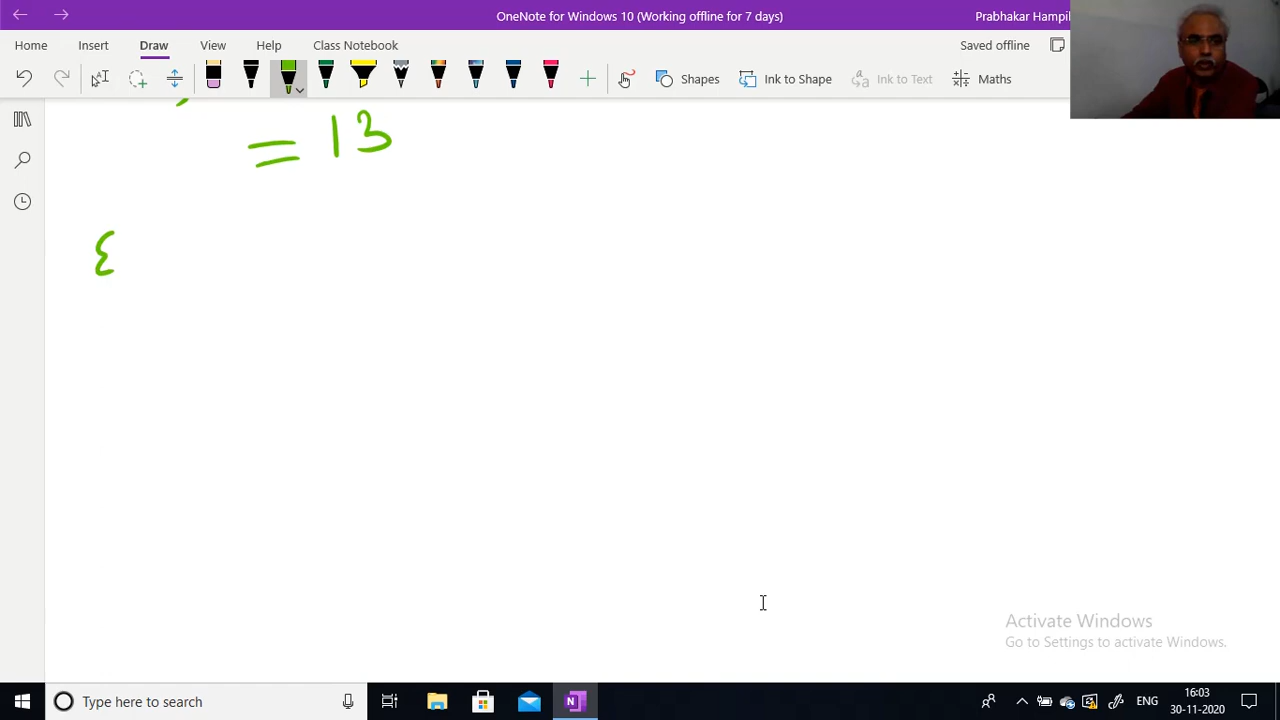 OneNote for Windows 10 (Working offline for 7 days)
Prabhakar Hampil
Home Insert Draw View Help Class Notebook
Saved offline
Shapes Ink to Shape Ink to Text Maths
= 13
ε
Activate Windows
Go to Settings to activate Windows.
Type here to search
ENG
16:03
30-11-2020